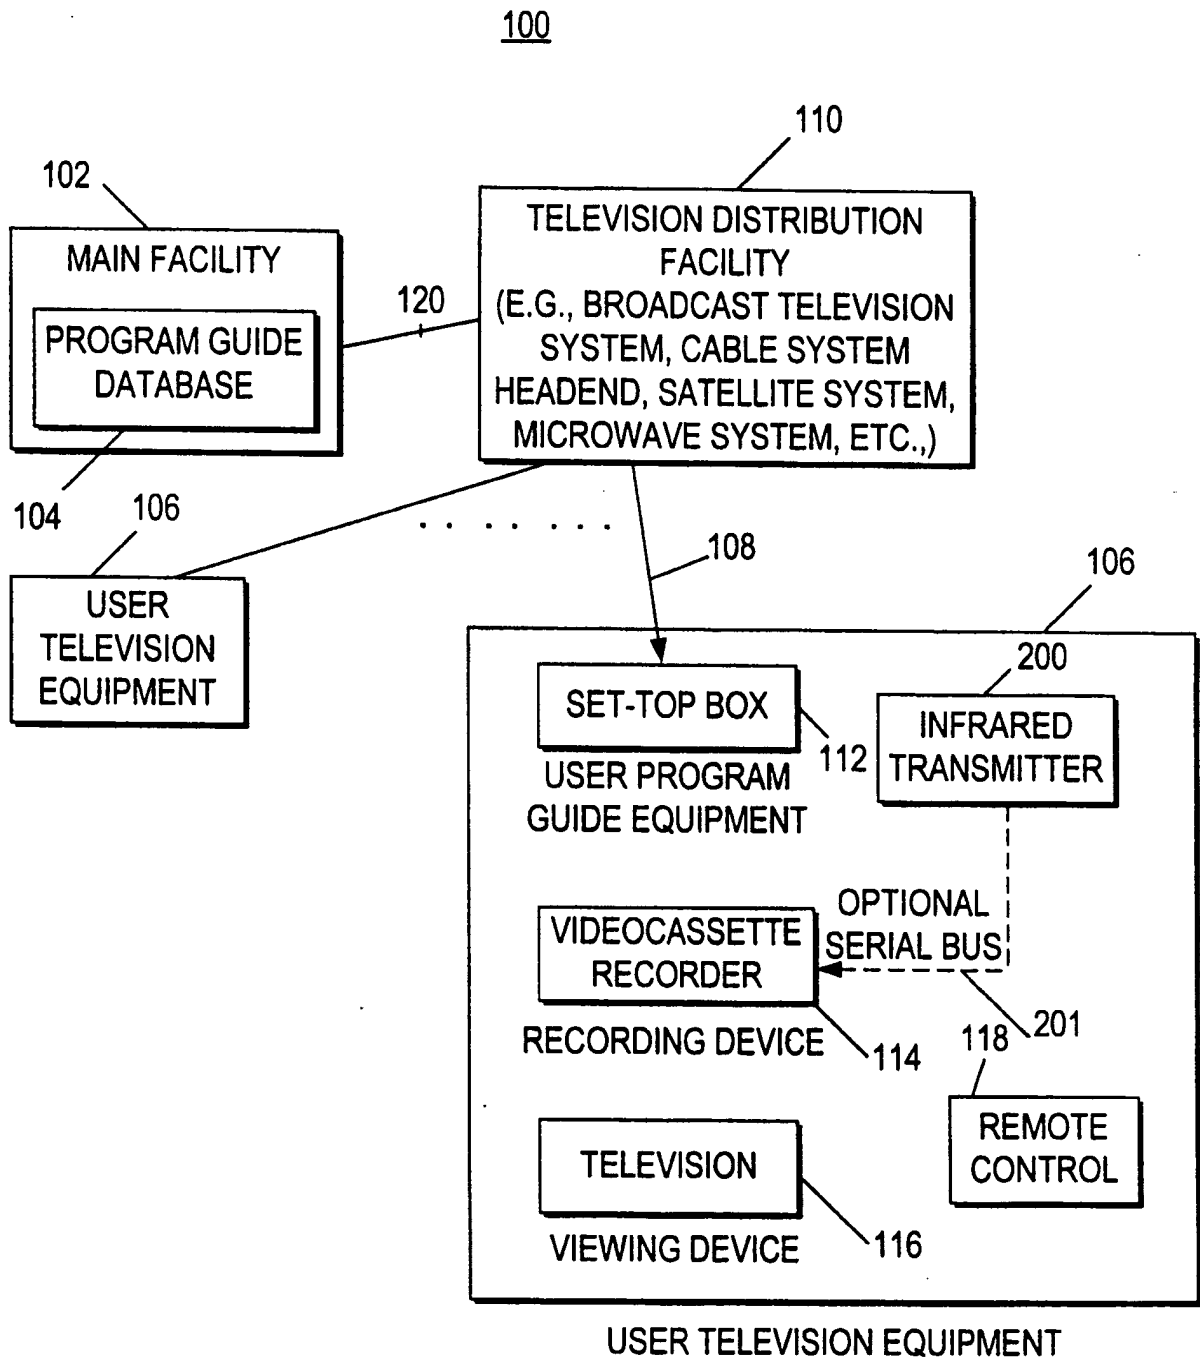 100
110
102
MAIN FACILITY
PROGRAM GUIDE
DATABASE
104
120
TELEVISION DISTRIBUTION
FACILITY
(E.G., BROADCAST TELEVISION
SYSTEM, CABLE SYSTEM
HEADEND, SATELLITE SYSTEM,
MICROWAVE SYSTEM, ETC.,)
106
USER
TELEVISION
EQUIPMENT
. . . . . . .
108
106
SET-TOP BOX
112
USER PROGRAM
GUIDE EQUIPMENT
200
INFRARED
TRANSMITTER
OPTIONAL
SERIAL BUS
201
VIDEOCASSETTE
RECORDER
RECORDING DEVICE
114
118
REMOTE
CONTROL
TELEVISION
VIEWING DEVICE
116
USER TELEVISION EQUIPMENT